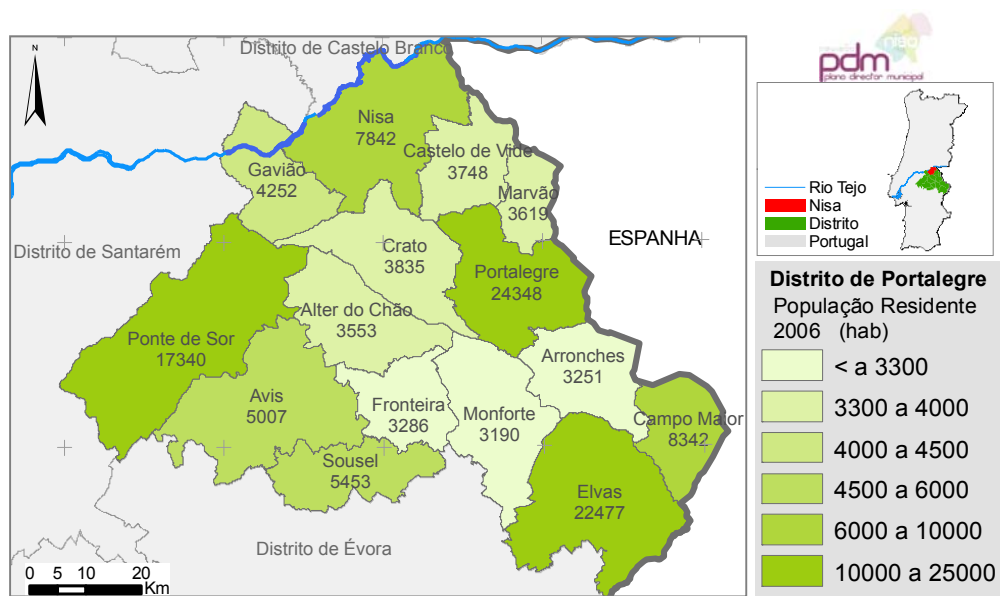 N
Distrito de Castelo Branco
Nisa
7842
Castelo de Vide
3748
Gavião
4252
Marvão
3619
Distrito de Santarém
Crato
3835
ESPANHA
Portalegre
24348
Alter do Chão
3553
Ponte de Sor
17340
Arronches
3251
Avis
5007
Fronteira
3286
Monforte
3190
Campo Maior
8342
Sousel
5453
Elvas
22477
Distrito de Évora
0 5 10 20
Km
nisa
pdm
plano director municipal
Rio Tejo
Nisa
Distrito
Portugal
Distrito de Portalegre
População Residente
2006 (hab)
< a 3300
3300 a 4000
4000 a 4500
4500 a 6000
6000 a 10000
10000 a 25000